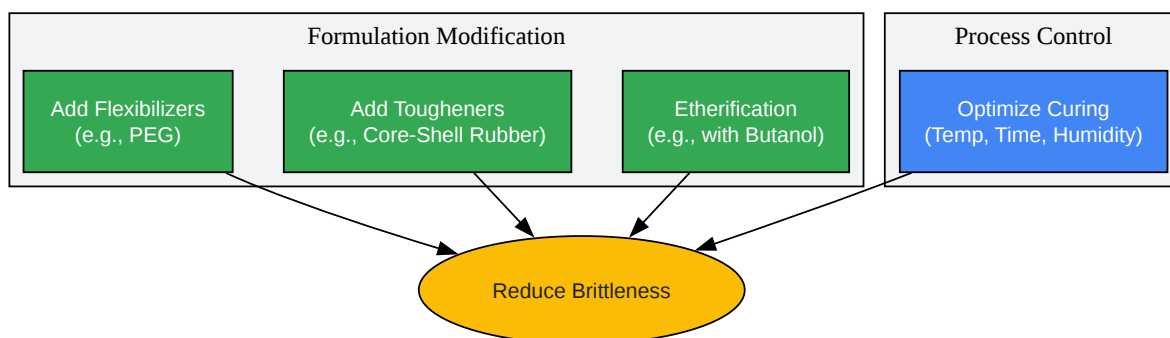 Formulation Modification
Process Control
Add Flexibilizers
(e.g., PEG)
Add Tougheners
(e.g., Core-Shell Rubber)
Etherification
(e.g., with Butanol)
Optimize Curing
(Temp, Time, Humidity)
Reduce Brittleness